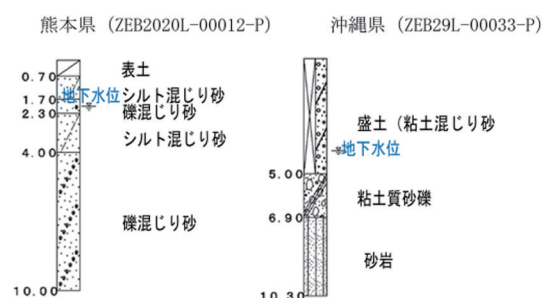 熊本県（ZEB2020L-00012-P）
沖縄県（ZEB29L-00033-P）
表土
0.70
地下水位
シルト混じり砂
1.70
礫混じり砂
2.30
シルト混じり砂
4.00
礫混じり砂
10.00
盛土（粘土混じり砂
地下水位
5.00
粘土質砂礫
6.90
砂岩
10.30